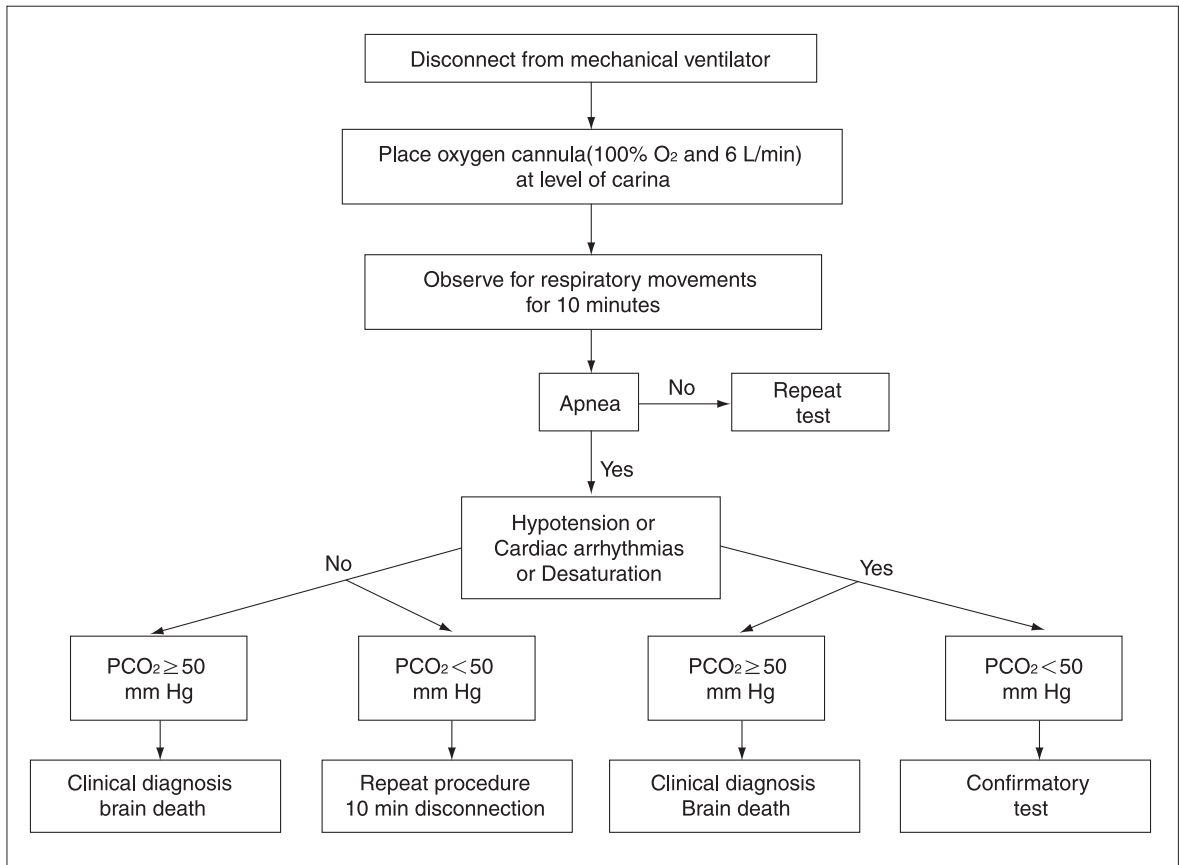 Disconnect from mechanical ventilator
Place oxygen cannula(100% O₂ and 6 L/min)
at level of carina
Observe for respiratory movements
for 10 minutes
Apnea
No
Repeat
test
Yes
Hypotension or
Cardiac arrhythmias
or Desaturation
No
Yes
PCO₂≥50
mm Hg
PCO₂<50
mm Hg
PCO₂≥50
mm Hg
PCO₂<50
mm Hg
Clinical diagnosis
brain death
Repeat procedure
10 min disconnection
Clinical diagnosis
Brain death
Confirmatory
test